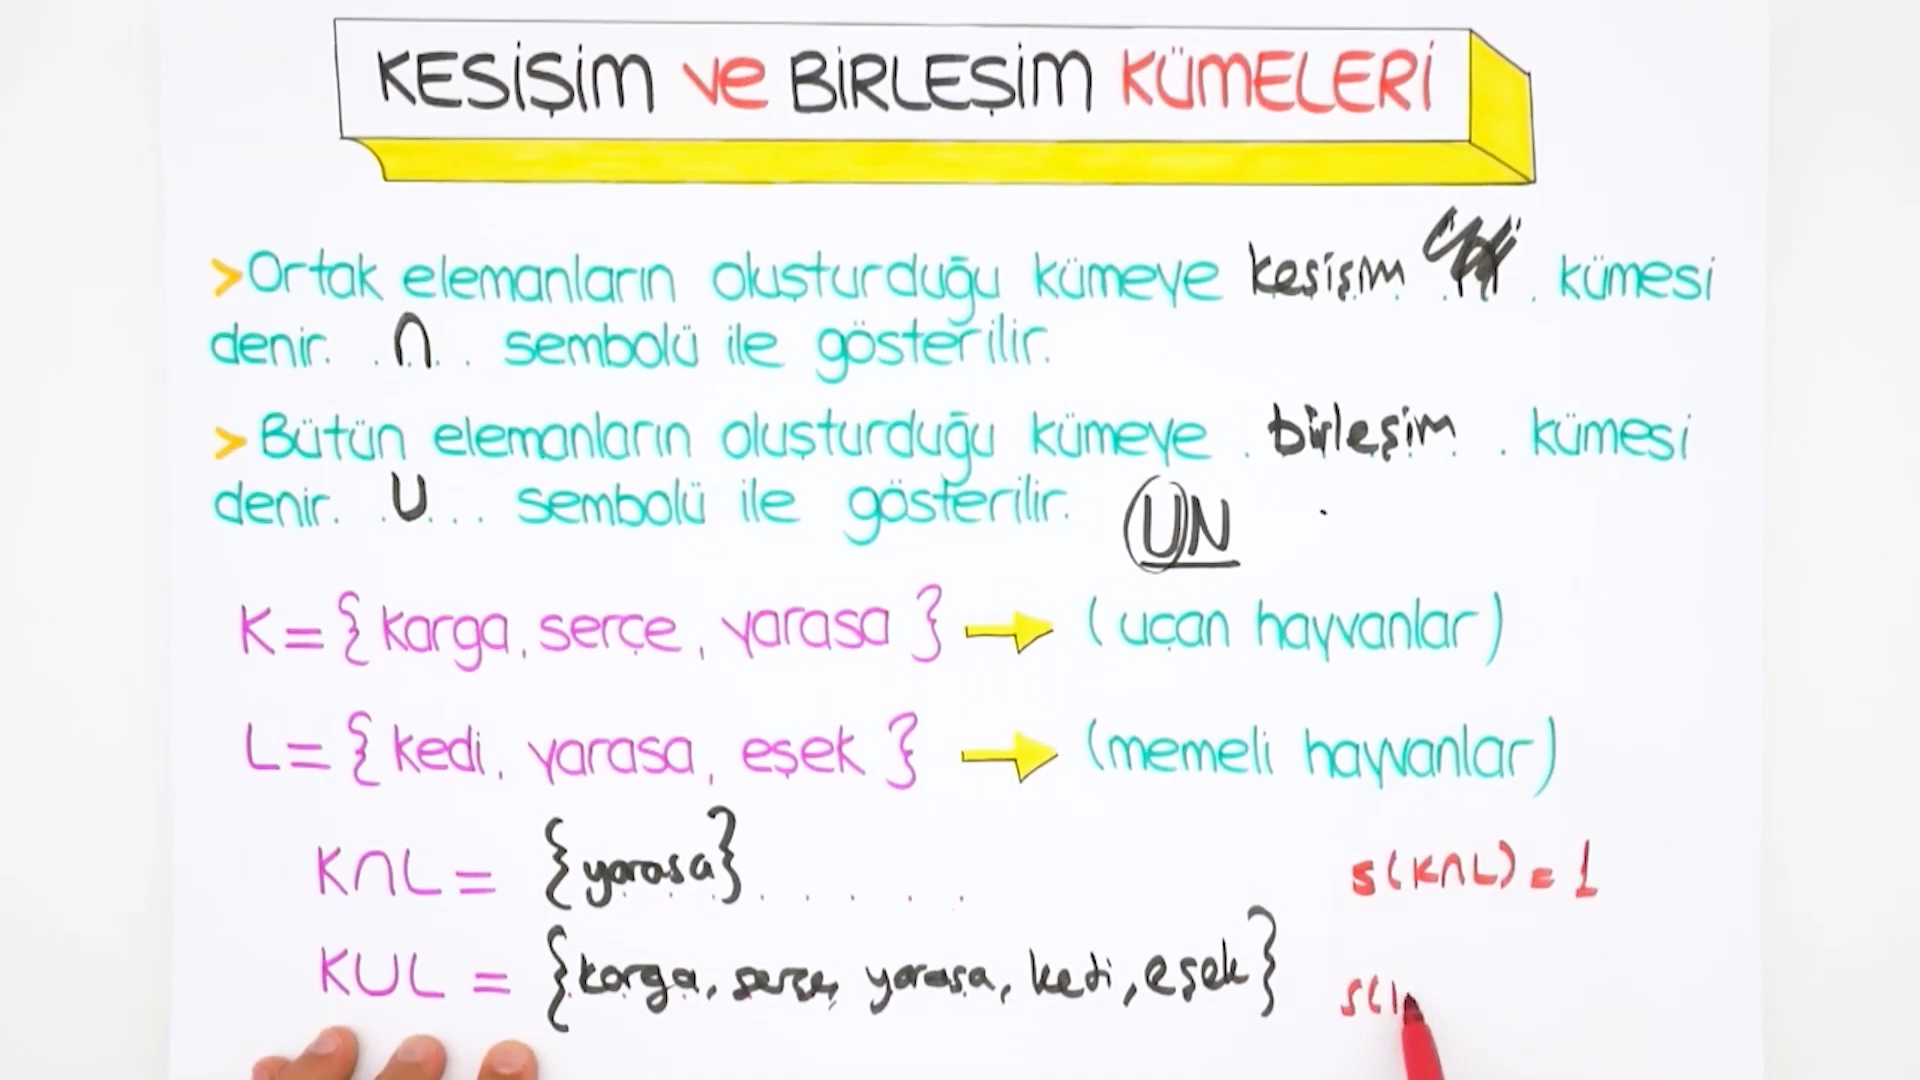 KESİŞİM ve BİRLEŞİM KÜMELERİ
> Ortak elemanların oluşturduğu kümeye kesişim . kümesi
denir. . ∩ . . sembolü ile gösterilir.
> Bütün elemanların oluşturduğu kümeye . birleşim . kümesi
denir. . U . . . sembolü ile gösterilir. UN
K = { karga, serçe, yarasa } → (uçan hayvanlar)
L = { kedi, yarasa, eşek } → (memeli hayvanlar)
K∩L = {yarasa} . . . . . s(K∩L) = 1
KUL = {karga, serçe, yarasa, kedi, eşek} s(